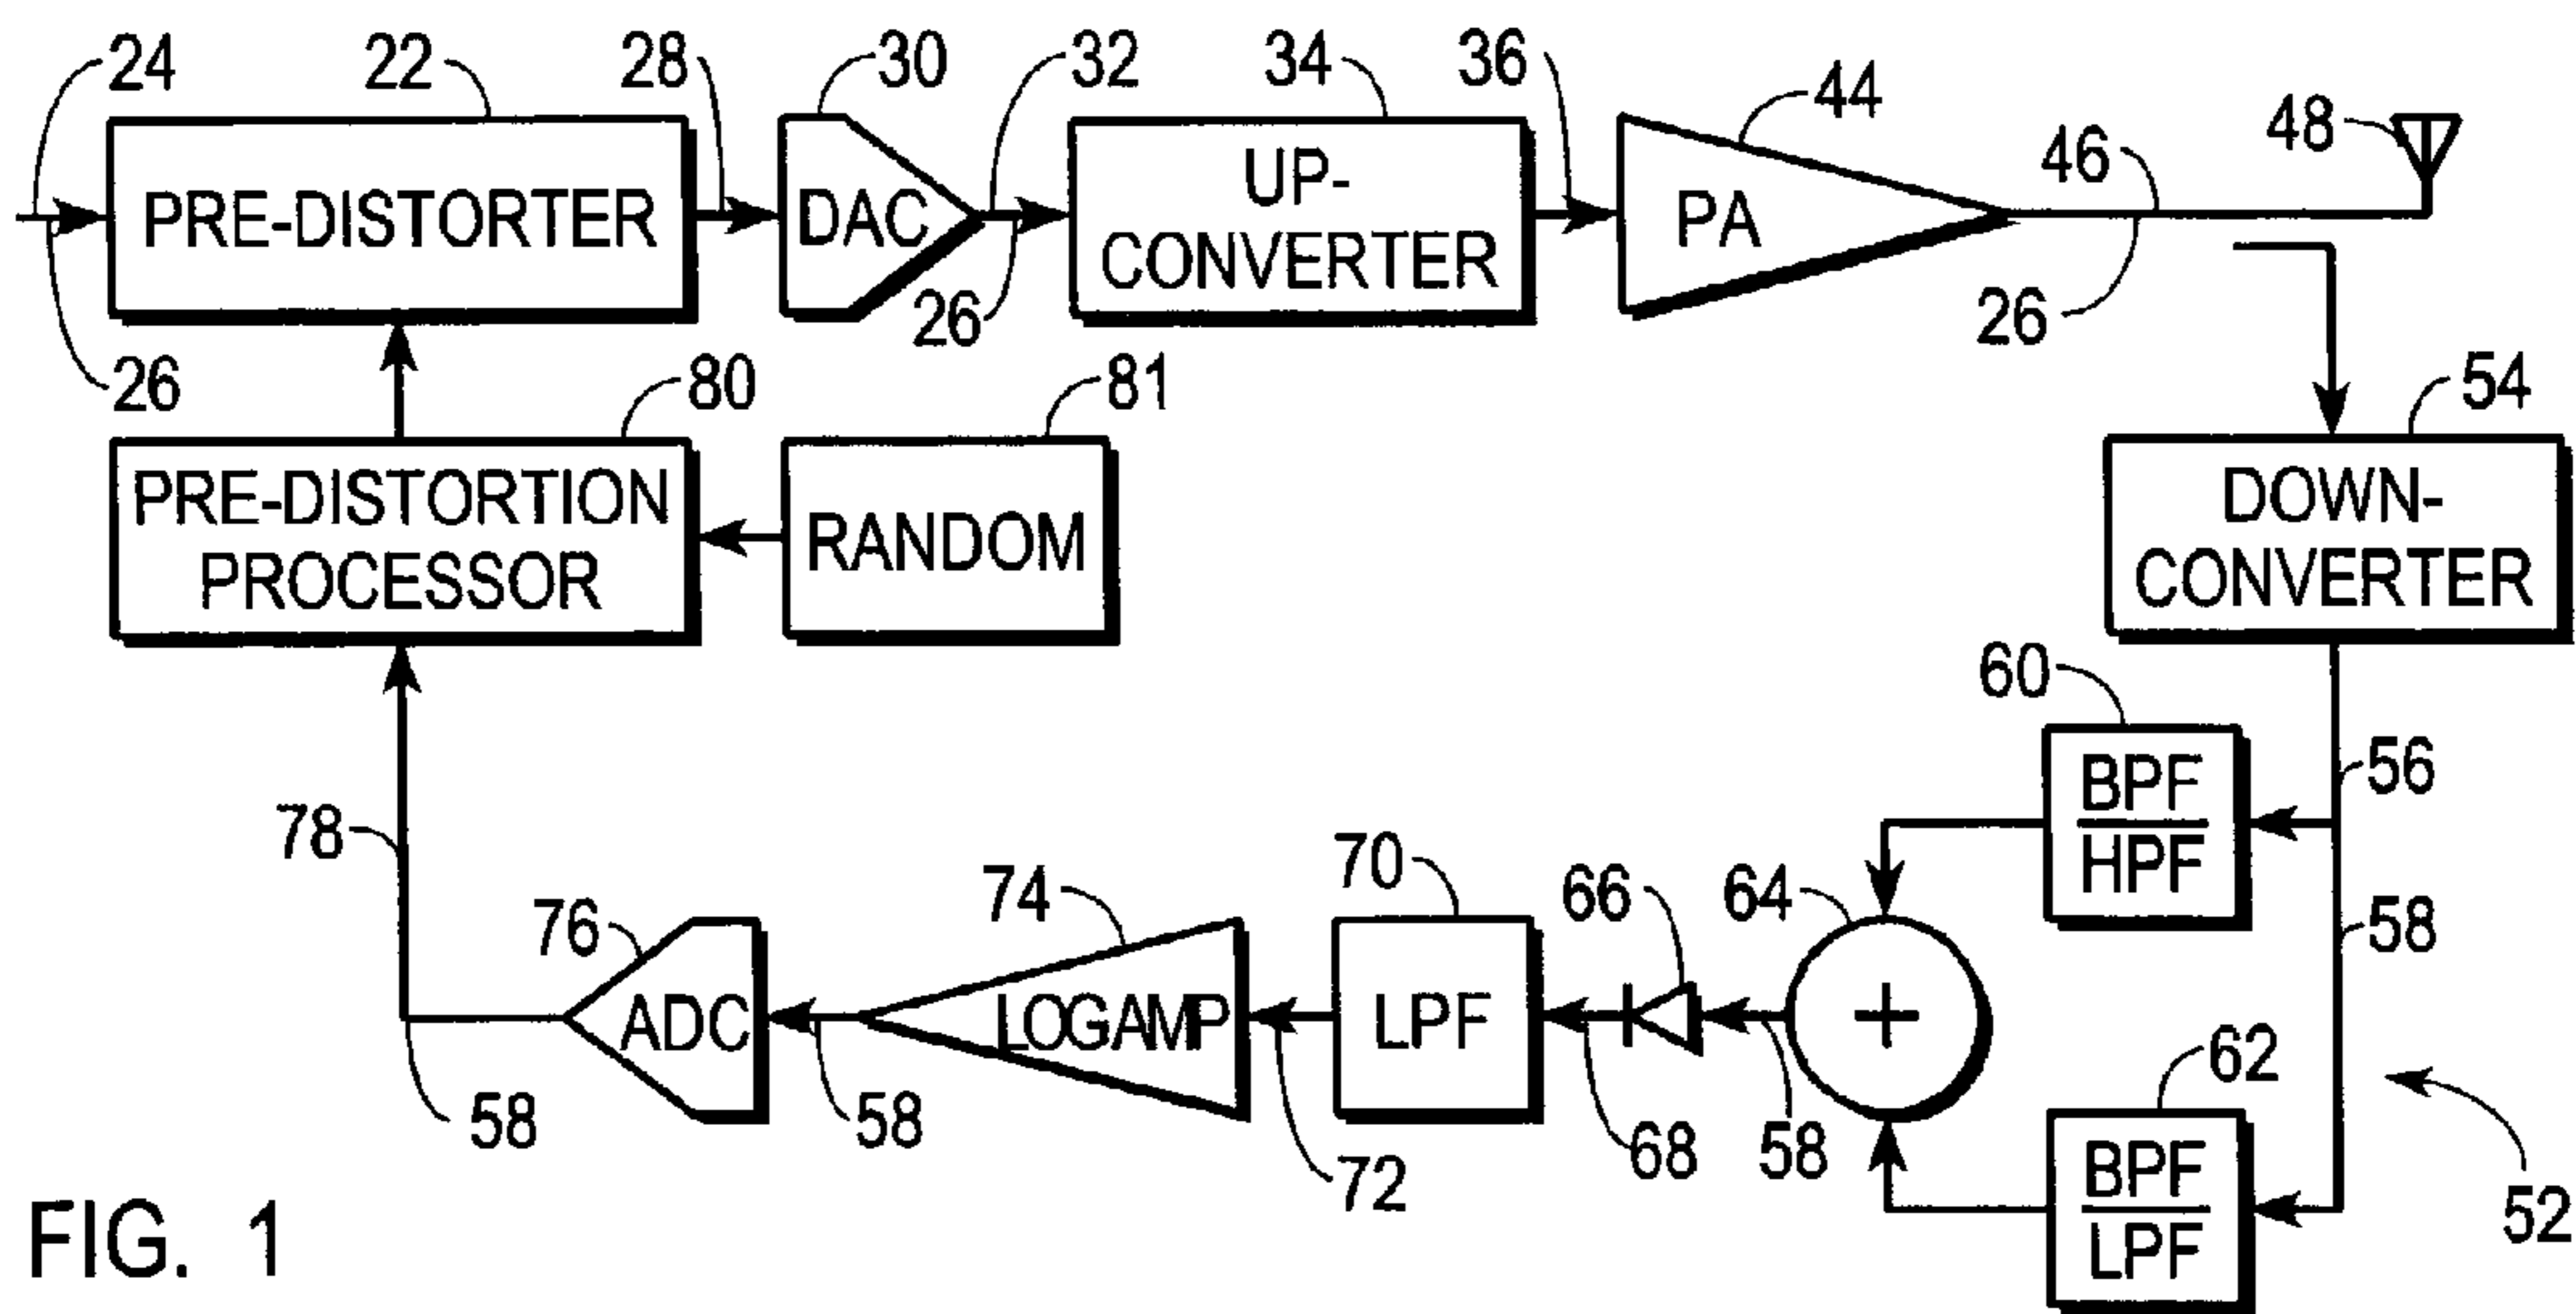 24 22 28 30 32 34 36 44 46 48
PRE-DISTORTER
DAC
UP-
CONVERTER
PA
26 26 26
80 81 54
PRE-DISTORTION
PROCESSOR
RANDOM
DOWN-
CONVERTER
60
BPF
HPF
56
58
78
76
ADC
74
LOGAMP
70
LPF
66
64
+
58 58 72 68 58
62
BPF
LPF
52
FIG. 1